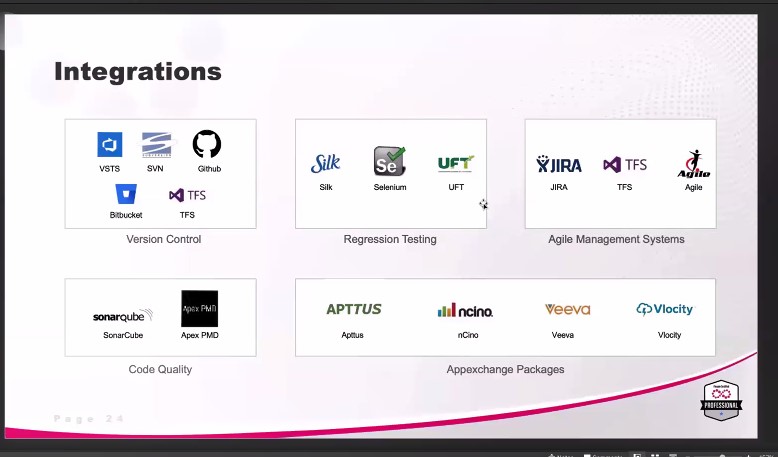 Integrations
VSTS
SUBVERSION
SVN
Github
Bitbucket
TFS
TFS
Version Control
Silk
Silk
Se
Selenium
UFT
UFT
Regression Testing
JIRA
JIRA
TFS
TFS
Agile
Agile
Agile Management Systems
sonarqube
SonarCube
Apex PMD
Apex PMD
Code Quality
APTTUS
Apttus
ncino.
nCino
Veeva
Veeva
Vlocity
Vlocity
Appexchange Packages
Page 24
PROFESSIONAL